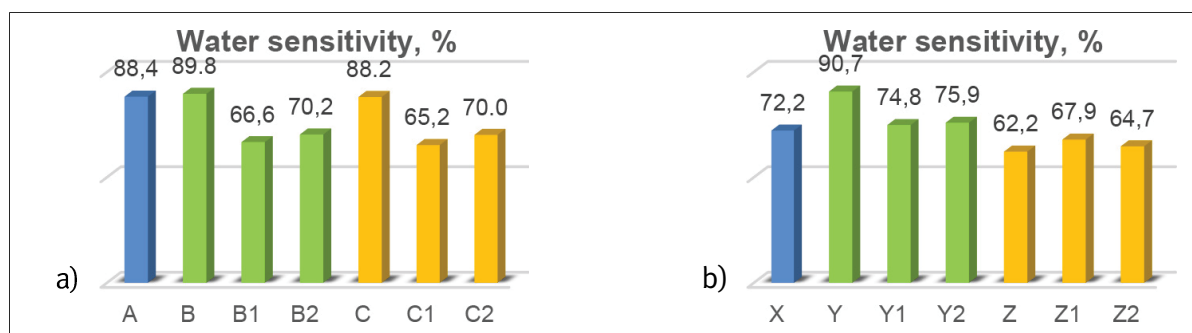 Water sensitivity, %
88,4 89.8 66,6 70,2 88.2 65,2 70.0
a)
A B B1 B2 C C1 C2
Water sensitivity, %
72,2 90,7 74,8 75,9 62,2 67,9 64,7
b)
X Y Y1 Y2 Z Z1 Z2